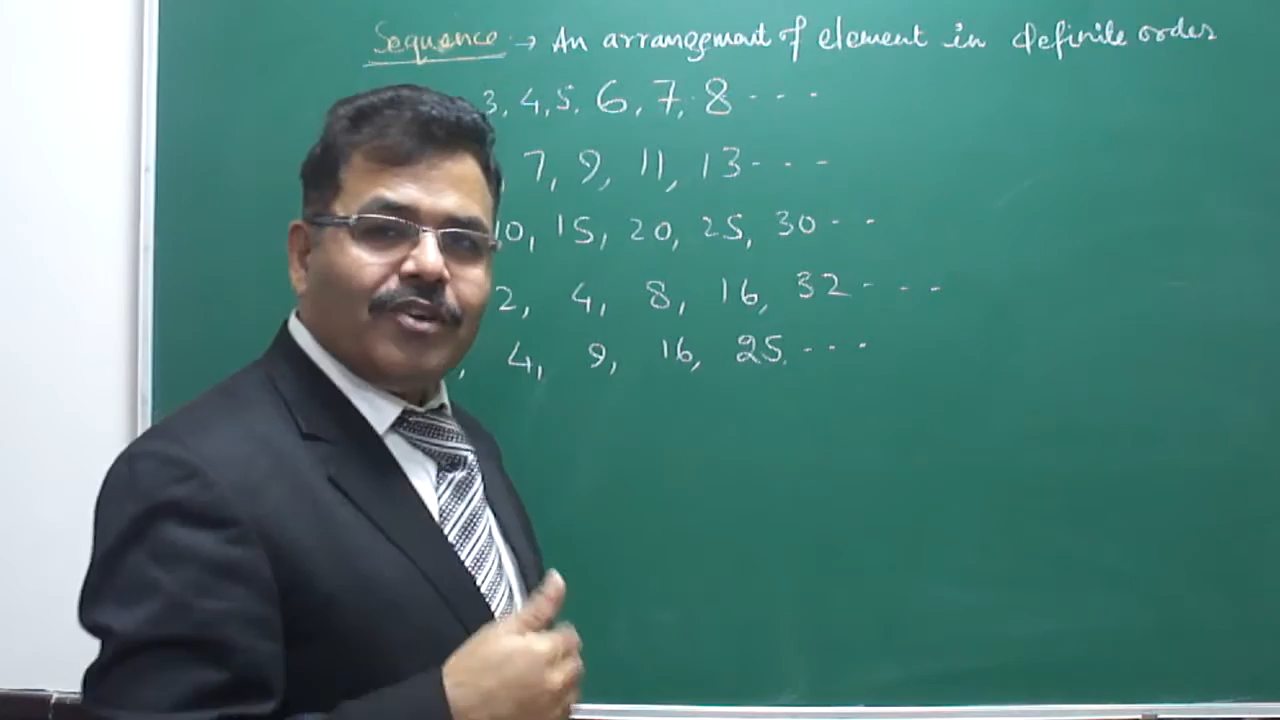 Sequence :→ An arrangement of element in definite order
3, 4, 5, 6, 7, 8 - - -
, 7, 9, 11, 13 - - -
10, 15, 20, 25, 30 - -
2, 4, 8, 16, 32 - - - -
, 4, 9, 16, 25. - - -